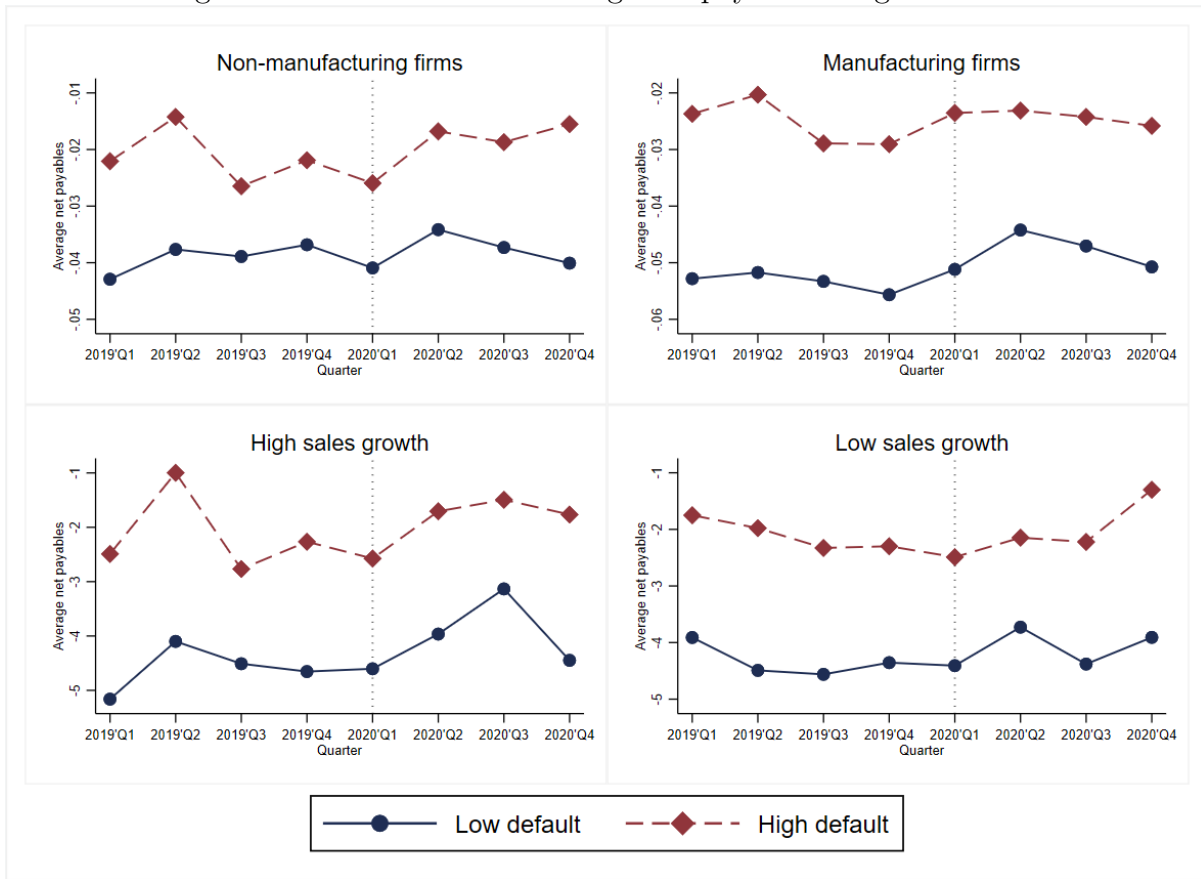 Non-manufacturing firms
Average net payables
-.01
-.02
-.03
-.04
-.05
2019'Q1 2019'Q2 2019'Q3 2019'Q4 2020'Q1 2020'Q2 2020'Q3 2020'Q4
Quarter
Manufacturing firms
Average net payables
-.02
-.03
-.04
-.05
-.06
2019'Q1 2019'Q2 2019'Q3 2019'Q4 2020'Q1 2020'Q2 2020'Q3 2020'Q4
Quarter
High sales growth
Average net payables
-1
-2
-3
-4
-5
2019'Q1 2019'Q2 2019'Q3 2019'Q4 2020'Q1 2020'Q2 2020'Q3 2020'Q4
Quarter
Low sales growth
Average net payables
-1
-2
-3
-4
-5
2019'Q1 2019'Q2 2019'Q3 2019'Q4 2020'Q1 2020'Q2 2020'Q3 2020'Q4
Quarter
Low default High default